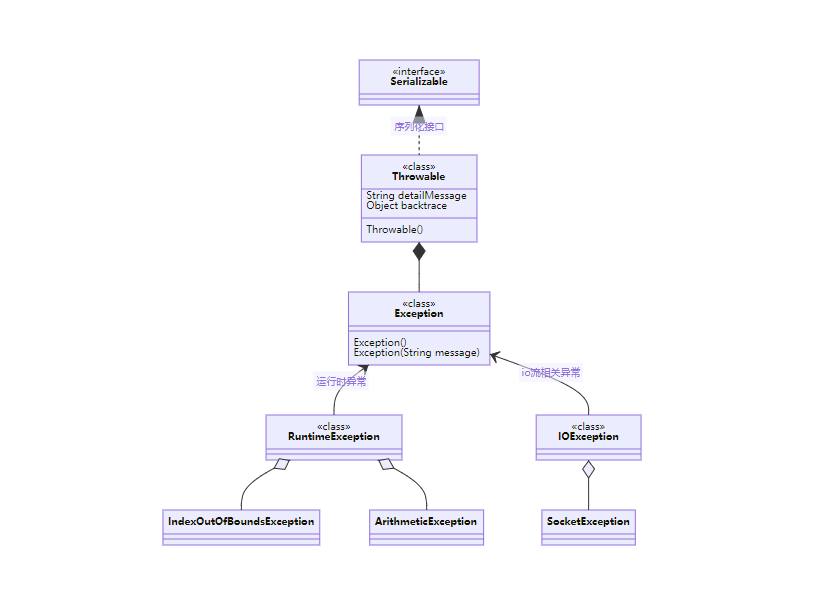 «interface»
Serializable
序列化接口
«class»
Throwable
String detailMessage
Object backtrace
Throwable()
«class»
Exception
Exception()
Exception(String message)
运行时异常
io流相关异常
«class»
RuntimeException
«class»
IOException
IndexOutOfBoundsException
ArithmeticException
SocketException